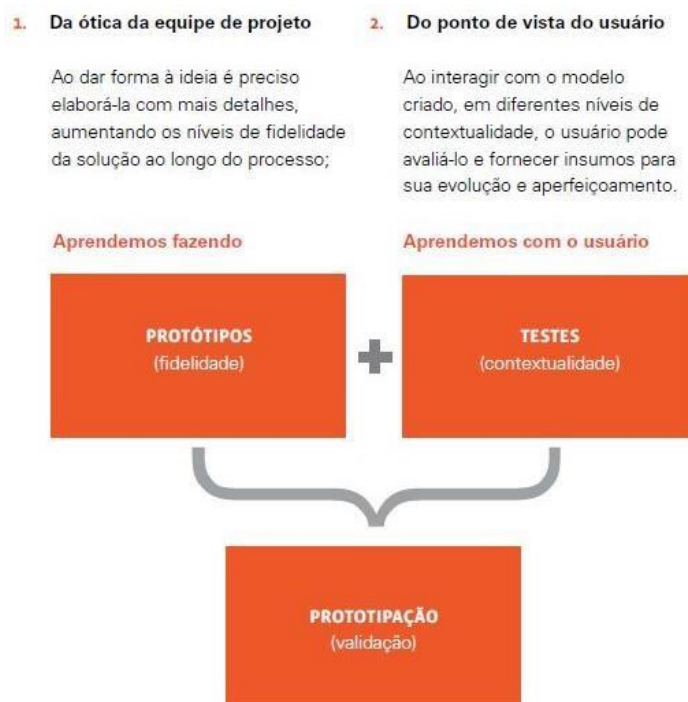 1. Da ótica da equipe de projeto
Ao dar forma à ideia é preciso
elaborá-la com mais detalhes,
aumentando os níveis de fidelidade
da solução ao longo do processo;
Aprendemos fazendo
2. Do ponto de vista do usuário
Ao interagir com o modelo
criado, em diferentes níveis de
contextualidade, o usuário pode
avaliá-lo e fornecer insumos para
sua evolução e aperfeiçoamento.
Aprendemos com o usuário
PROTÓTIPOS
(fidelidade)
+
TESTES
(contextualidade)
PROTOTIPAÇÃO
(validação)